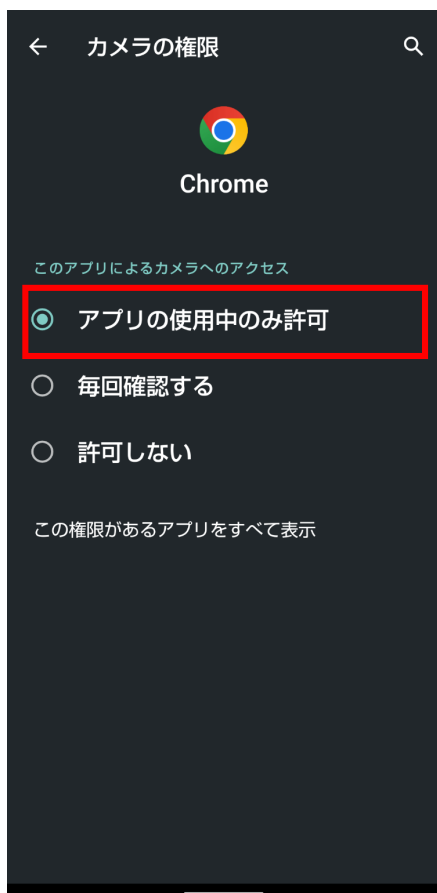 カメラの権限
Chrome
このアプリによるカメラへのアクセス
アプリの使用中のみ許可
毎回確認する
許可しない
この権限があるアプリをすべて表示